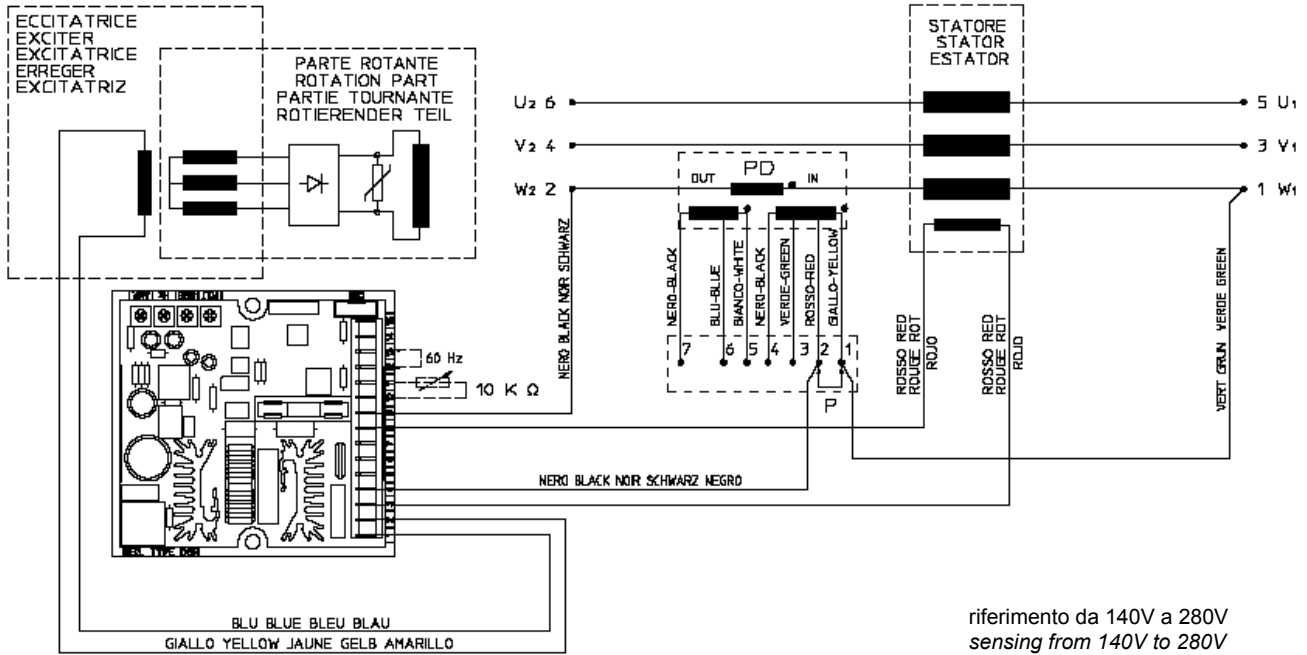 ECCITATRICE
EXCITER
EXCITATRICE
ERREGER
EXCITATRIZ
PARTE ROTANTE
ROTATION PART
PARTIE TOURNANTE
ROTIERENDER TEIL
STATORE
STATOR
ESTATOR
U2 6
5 U1
V2 4
3 V1
W2 2
1 W1
PD
OUT
IN
NERO BLACK NOIR SCHWARZ
NERO-BLACK
BLU-BLUE
BIANCO-WHITE
NERO-BLACK
VERDE-GREEN
ROSSO-RED
GIALLO-YELLOW
7 6 5 4 3 2 1
P
ROSSO RED
ROUGE ROT
ROJO
ROSSO RED
ROUGE ROT
ROJO
VERT GRUN VERDE GREEN
60 Hz
10 K Ω
NERO BLACK NOIR SCHWARZ NEGRO
REG. TYPE DSR
BLU BLUE BLEU BLAU
GIALLO YELLOW JAUNE GELB AMARILLO
riferimento da 140V a 280V
sensing from 140V to 280V